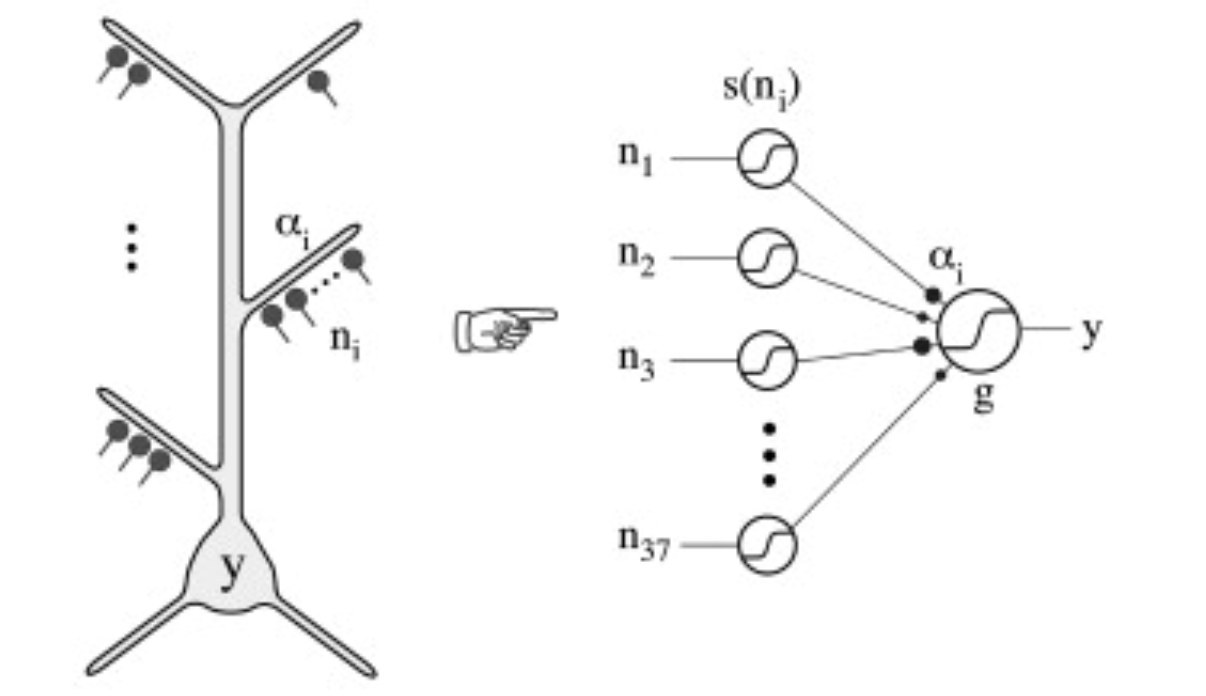 α_i
n_i
y
s(n_i)
n_1
n_2
n_3
n_37
α_i
g
y